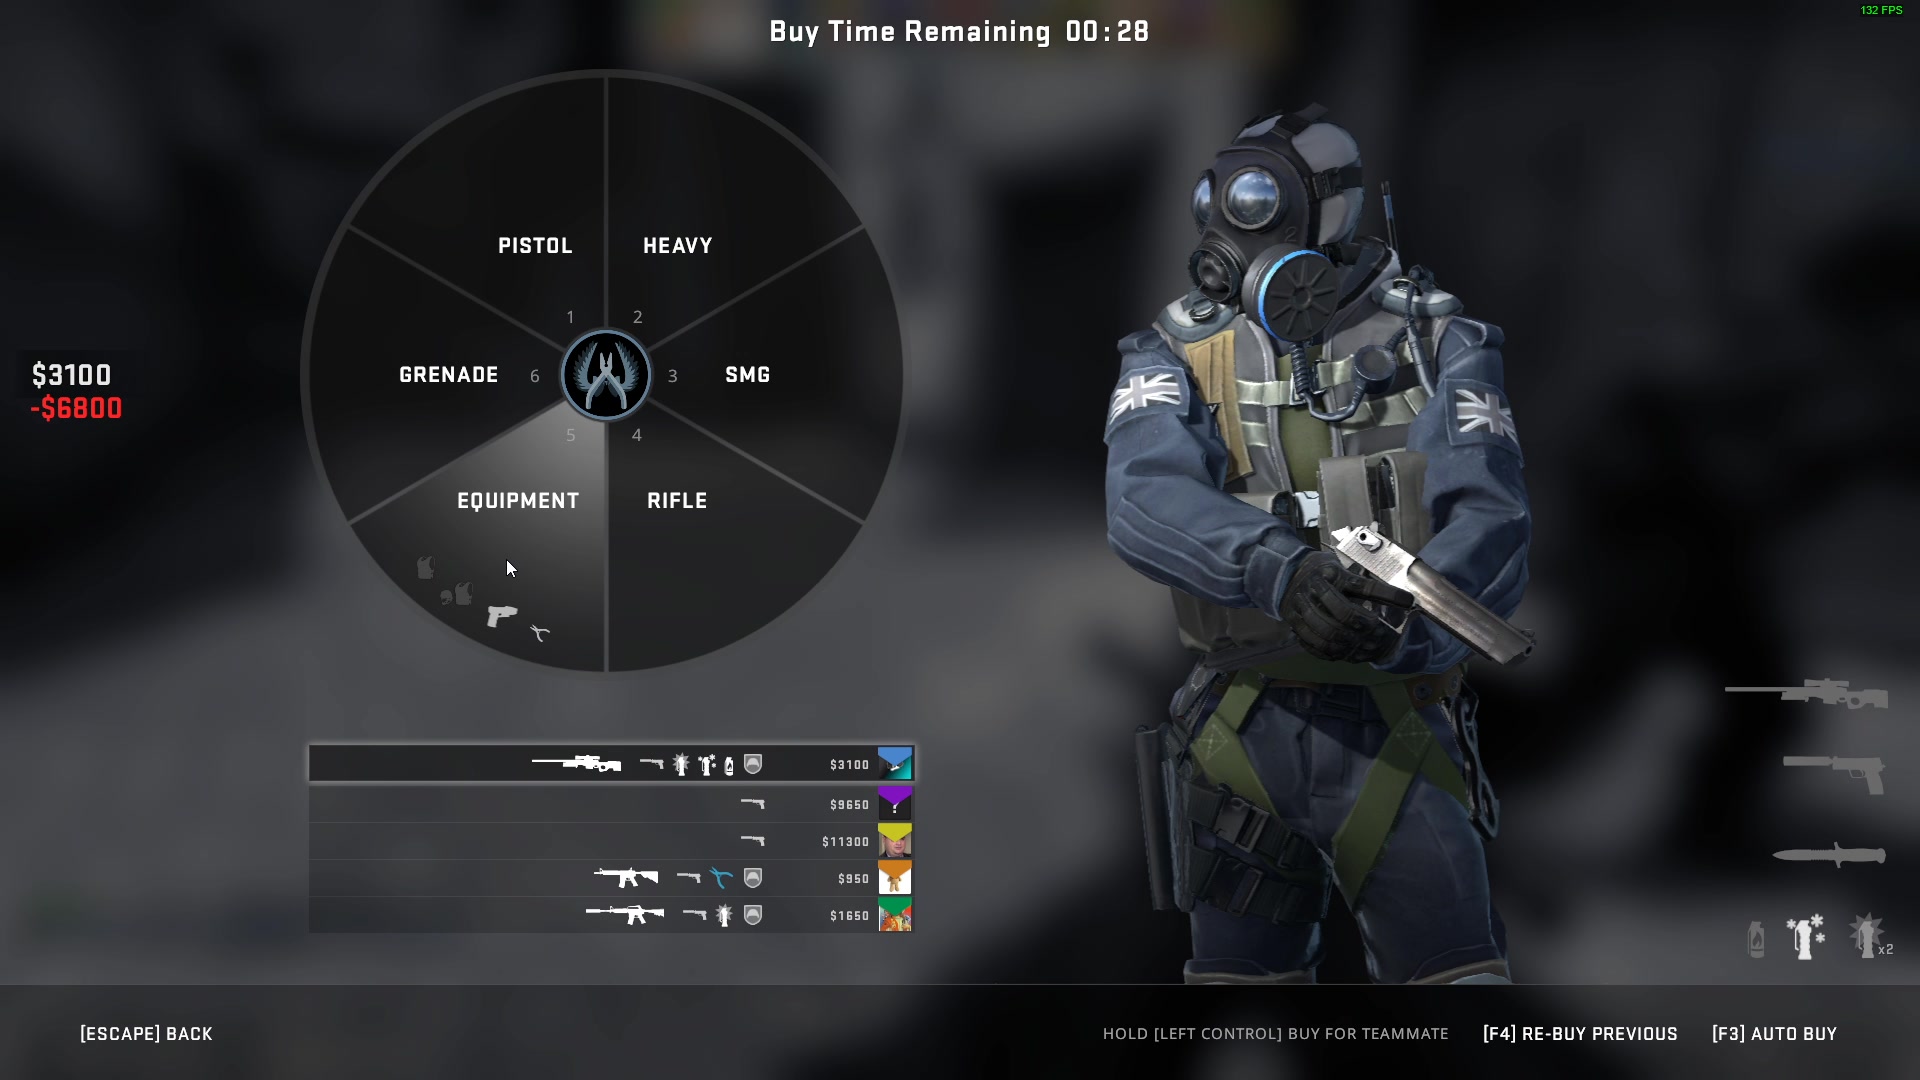 132 FPS
Buy Time Remaining 00:28
PISTOL
HEAVY
1
2
2
$3100
-$6800
GRENADE
6
3
SMG
5
4
EQUIPMENT
RIFLE
$3100
$9650
$11300
$950
$1650
x2
[ESCAPE] BACK
HOLD [LEFT CONTROL] BUY FOR TEAMMATE
[F4] RE-BUY PREVIOUS
[F3] AUTO BUY